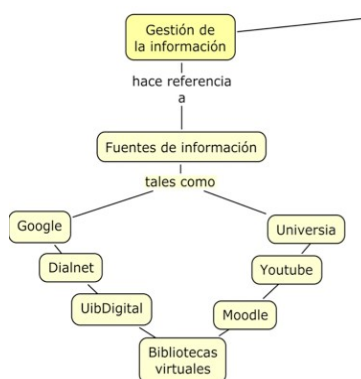 Gestión de
la información
hace referencia
a
Fuentes de información
tales como
Google
Universia
Dialnet
Youtube
UibDigital
Moodle
Bibliotecas
virtuales